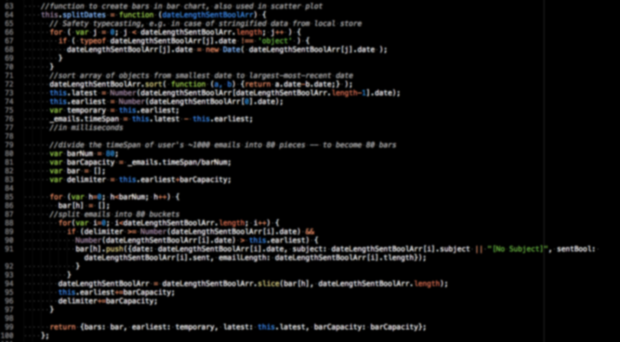 63 //function to create bars in bar chart, also used in scatter plot
64 this.splitDates = function (dateLengthSentBoolArr) {
65 // Safety typecasting, e.g. in case of stringified data from local store
66 for ( var j = 0; j < dateLengthSentBoolArr.length; j++ ) {
67 if ( typeof dateLengthSentBoolArr[j].date !== 'object' ) {
68 dateLengthSentBoolArr[j].date = new Date( dateLengthSentBoolArr[j].date );
69 }
70 }
71 //sort array of objects from smallest date to largest-most-recent date
72 dateLengthSentBoolArr.sort( function (a, b) {return a.date-b.date;} );
73 this.latest = Number(dateLengthSentBoolArr[dateLengthSentBoolArr.length-1].date);
74 this.earliest = Number(dateLengthSentBoolArr[0].date);
75 var temporary = this.earliest;
76 _emails.timeSpan = this.latest - this.earliest;
77 //in milliseconds
78
79 //divide the timeSpan of user's ~1000 emails into 80 pieces -- to become 80 bars
80 var barNum = 80;
81 var barCapacity = _emails.timeSpan/barNum;
82 var bar = [];
83 var delimiter = this.earliest+barCapacity;
84
85 for (var h=0; h<barNum; h++) {
86 bar[h] = [];
87 //split emails into 80 buckets
88 for(var i=0; i<dateLengthSentBoolArr.length; i++) {
89 if (delimiter >= Number(dateLengthSentBoolArr[i].date) &&
90 Number(dateLengthSentBoolArr[i].date) > this.earliest) {
91 bar[h].push({date: dateLengthSentBoolArr[i].date, subject: dateLengthSentBoolArr[i].subject || "[No Subject]", sentBool:
dateLengthSentBoolArr[i].sent, emailLength: dateLengthSentBoolArr[i].tlength});
92 }
93 }
94 dateLengthSentBoolArr = dateLengthSentBoolArr.slice(bar[h], dateLengthSentBoolArr.length);
95 this.earliest+=barCapacity;
96 delimiter+=barCapacity;
97 }
98
99 return {bars: bar, earliest: temporary, latest: this.latest, barCapacity: barCapacity};
100 };